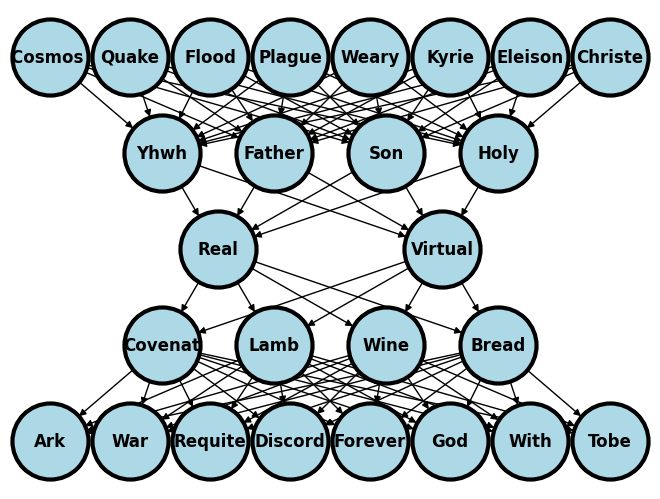 Cosmos Quake Flood Plague Weary Kyrie Eleison Christe
Yhwh Father Son Holy
Real Virtual
Covenat Lamb Wine Bread
Ark War Requite Discord Forever God With Tobe